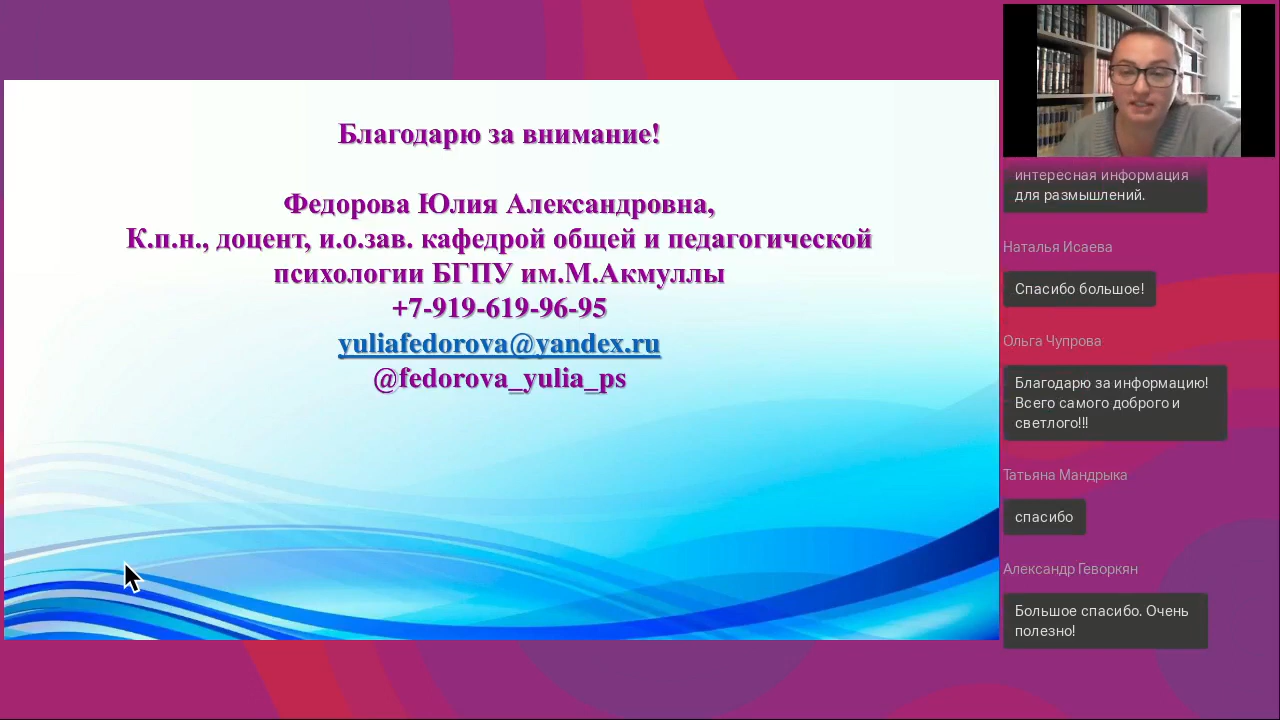 Благодарю за внимание!
Федорова Юлия Александровна,
К.п.н., доцент, и.о.зав. кафедрой общей и педагогической
психологии БГПУ им.М.Акмуллы
+7-919-619-96-95
yuliafedorova@yandex.ru
@fedorova_yulia_ps
интересная информация
для размышлений.
Наталья Исаева
Спасибо большое!
Ольга Чупрова
Благодарю за информацию!
Всего самого доброго и
светлого!!!
Татьяна Мандрыка
спасибо
Александр Геворкян
Большое спасибо. Очень
полезно!